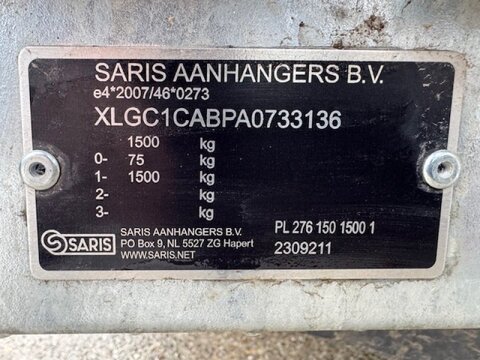 SARIS AANHANGERS B.V.
e4*2007/46*0273
XLGC1CABPA0733136
1500 kg
0- 75 kg
1- 1500 kg
2- kg
3- kg
SARIS
SARIS AANHANGERS B.V.
PO Box 9, NL 5527 ZG Hapert
WWW.SARIS.NET
PL 276 150 1500 1
2309211